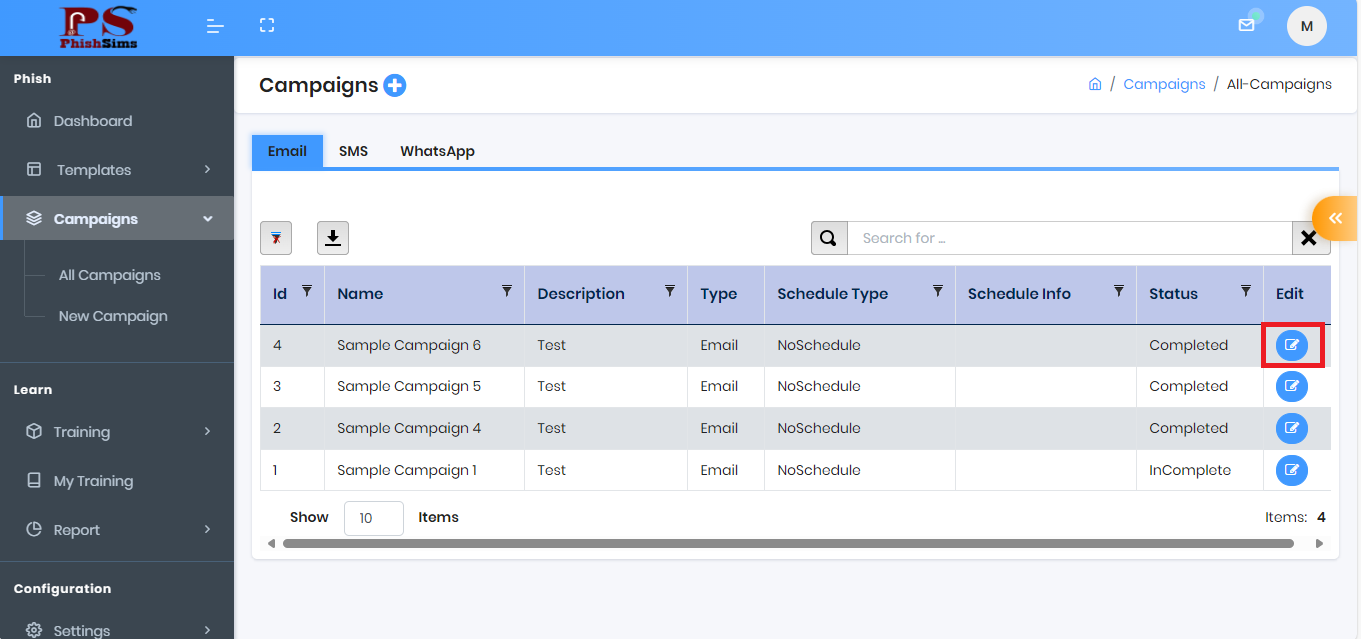 PS
PhishSims
M
Phish
Dashboard
Templates
Campaigns
All Campaigns
New Campaign
Learn
Training
My Training
Report
Configuration
Settings
Campaigns
/ Campaigns / All-Campaigns
Email SMS WhatsApp
Search for ...
Id Name Description Type Schedule Type Schedule Info Status Edit
4 Sample Campaign 6 Test Email NoSchedule Completed
3 Sample Campaign 5 Test Email NoSchedule Completed
2 Sample Campaign 4 Test Email NoSchedule Completed
1 Sample Campaign 1 Test Email NoSchedule InComplete
Show 10 Items Items: 4